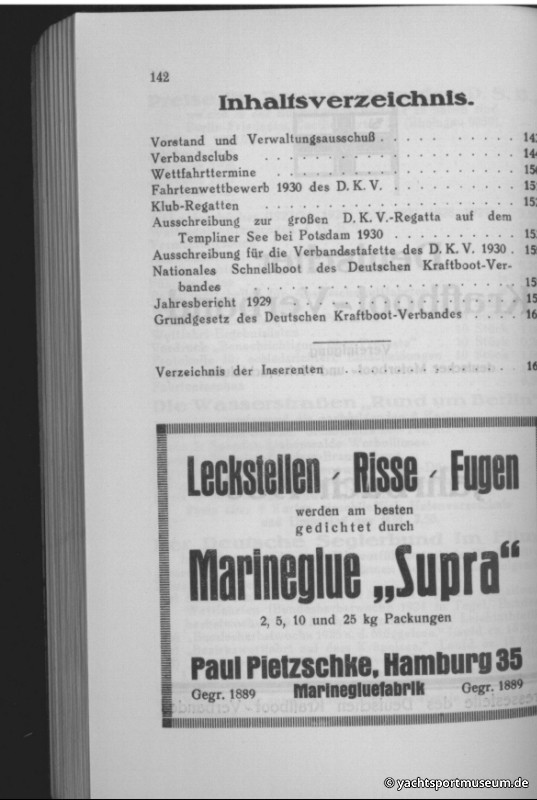 142
Inhaltsverzeichnis.
Vorstand und Verwaltungsausschuß . . . . . . . . . . .
Verbandsclubs . . . . . . . . . . . . . . . . . . .
Wettfahrttermine . . . . . . . . . . . . . . . . . .
Fahrtenwettbewerb 1930 des D. K. V. . . . . . . . . .
Klub-Regatten . . . . . . . . . . . . . . . . . . .
Ausschreibung zur großen D. K. V.-Regatta auf dem
Templiner See bei Potsdam 1930 . . . . . . . . . .
Ausschreibung für die Verbandsstafette des D. K. V. 1930 .
Nationales Schnellboot des Deutschen Kraftboot-Ver-
bandes . . . . . . . . . . . . . . . . . . . .
Jahresbericht 1929 . . . . . . . . . . . . . . . . .
Grundgesetz des Deutschen Kraftboot-Verbandes . . . . .
Verzeichnis der Inserenten . . . . . . . . . . . . . .
Leckstellen / Risse / Fugen
werden am besten
gedichtet durch
Marineglue „Supra“
2, 5, 10 und 25 kg Packungen
Paul Pietzschke, Hamburg 35
Gegr. 1889 Marinegluefabrik Gegr. 1889
© yachtsportmuseum.de